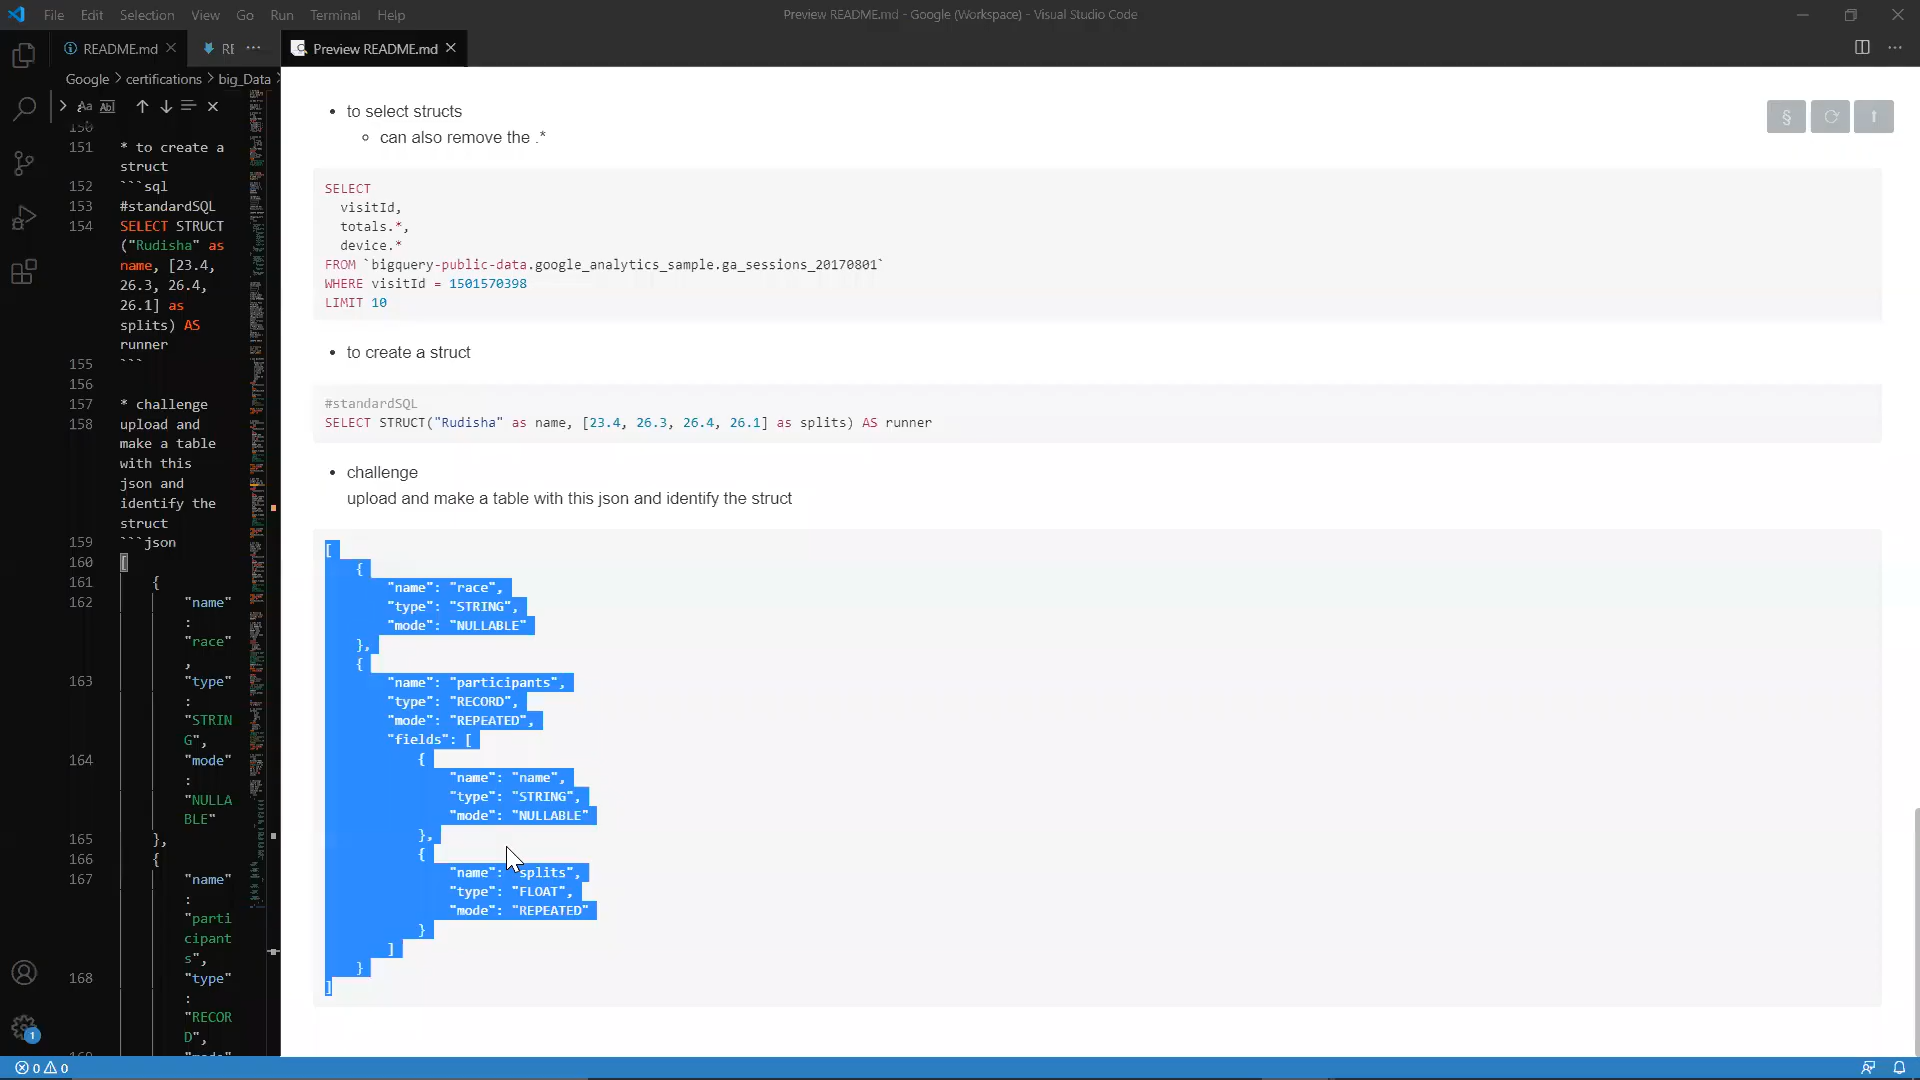 File Edit Selection View Go Run Terminal Help
Preview README.md - Google (Workspace) - Visual Studio Code
README.md
RE
Preview README.md
Google > certifications > big_Data >
Aa Abl
150
151 * to create a
struct
152 ```sql
153 #standardSQL
154 SELECT STRUCT
("Rudisha" as
name, [23.4,
26.3, 26.4,
26.1] as
splits) AS
runner
155 ```
156
157 * challenge
158 upload and
make a table
with this
json and
identify the
struct
159 ```json
160 [
161 {
162 "name"
:
"race"
,
163 "type"
:
"STRIN
G",
164 "mode"
:
"NULLA
BLE"
165 },
166 {
167 "name"
:
"parti
cipant
s",
168 "type"
:
"RECOR
D",
• to select structs
◦ can also remove the .*
§
SELECT
visitId,
totals.*,
device.*
FROM `bigquery-public-data.google_analytics_sample.ga_sessions_20170801`
WHERE visitId = 1501570398
LIMIT 10
• to create a struct
#standardSQL
SELECT STRUCT("Rudisha" as name, [23.4, 26.3, 26.4, 26.1] as splits) AS runner
• challenge
upload and make a table with this json and identify the struct
[
{
"name": "race",
"type": "STRING",
"mode": "NULLABLE"
},
{
"name": "participants",
"type": "RECORD",
"mode": "REPEATED",
"fields": [
{
"name": "name",
"type": "STRING",
"mode": "NULLABLE"
},
{
"name": "splits",
"type": "FLOAT",
"mode": "REPEATED"
}
]
}
]
1
0 0